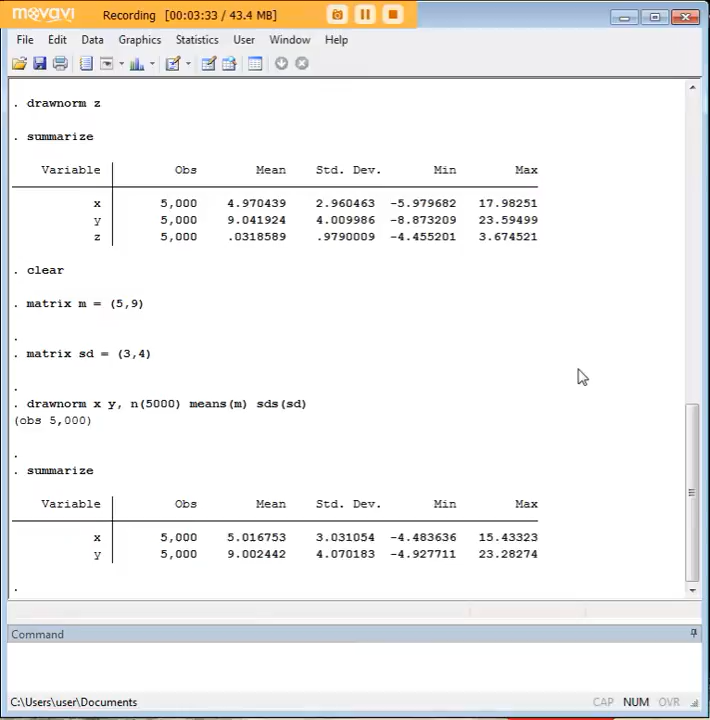 movavi Recording [00:03:33 / 43.4 MB]
File Edit Data Graphics Statistics User Window Help
. drawnorm z
. summarize
Variable Obs Mean Std. Dev. Min Max
x 5,000 4.970439 2.960463 -5.979682 17.98251
y 5,000 9.041924 4.009986 -8.873209 23.59499
z 5,000 .0318589 .9790009 -4.455201 3.674521
. clear
. matrix m = (5,9)
.
. matrix sd = (3,4)
.
. drawnorm x y, n(5000) means(m) sds(sd)
(obs 5,000)
.
. summarize
Variable Obs Mean Std. Dev. Min Max
x 5,000 5.016753 3.031054 -4.483636 15.43323
y 5,000 9.002442 4.070183 -4.927711 23.28274
.
Command
C:\Users\user\Documents CAP NUM OVR